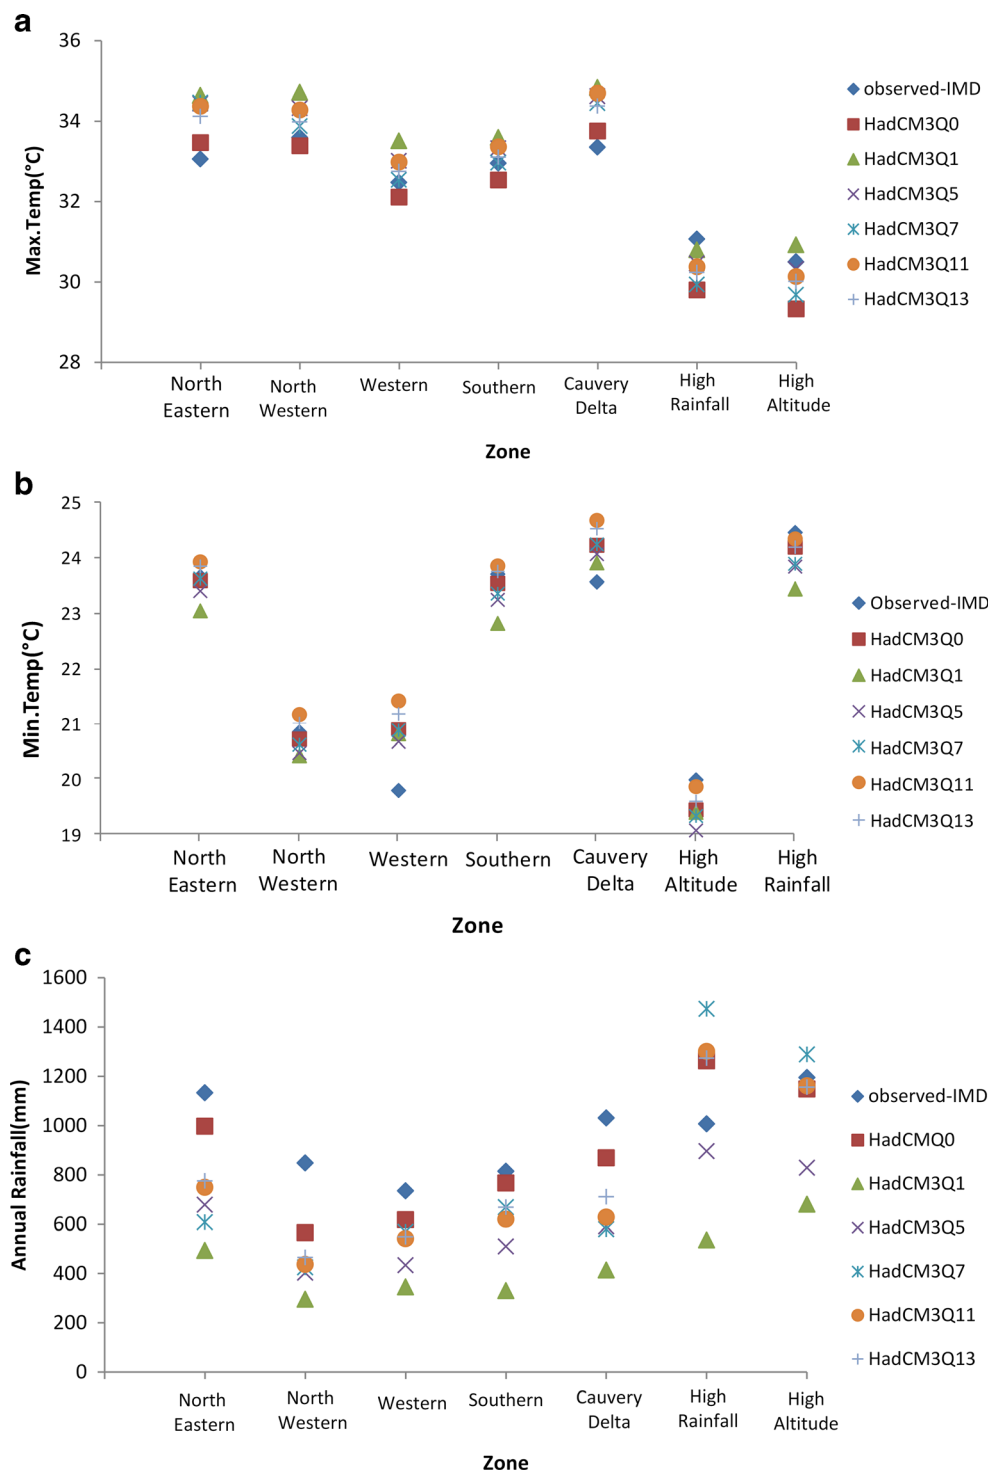 a
36
34
32
30
28
Max.Temp(°C)
North
Eastern
North
Western
Western
Southern
Cauvery
Delta
High
Rainfall
High
Altitude
Zone
observed-IMD
HadCM3Q0
HadCM3Q1
HadCM3Q5
HadCM3Q7
HadCM3Q11
HadCM3Q13
b
25
24
23
22
21
20
19
Min.Temp(°C)
North
Eastern
North
Western
Western
Southern
Cauvery
Delta
High
Altitude
High
Rainfall
Zone
Observed-IMD
HadCM3Q0
HadCM3Q1
HadCM3Q5
HadCM3Q7
HadCM3Q11
HadCM3Q13
c
1600
1400
1200
1000
800
600
400
200
0
Annual Rainfall(mm)
North
Eastern
North
Western
Western
Southern
Cauvery
Delta
High
Rainfall
High
Altitude
Zone
observed-IMD
HadCMQ0
HadCM3Q1
HadCM3Q5
HadCM3Q7
HadCM3Q11
HadCM3Q13